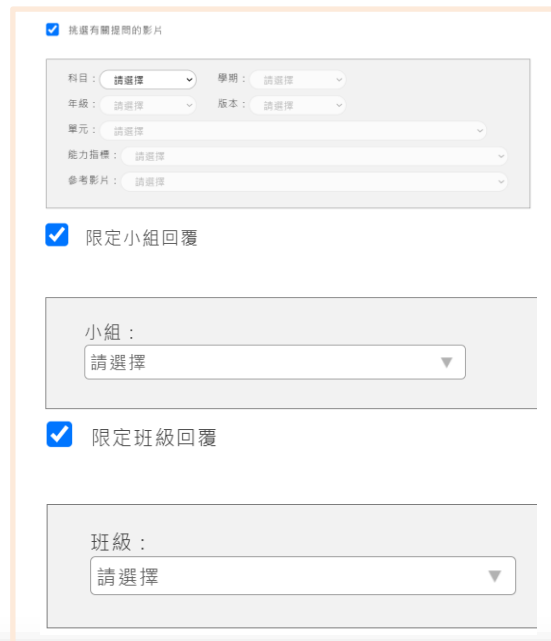 挑選有關提問的影片
科目： 請選擇 學期： 請選擇
年級： 請選擇 版本： 請選擇
單元： 請選擇
能力指標： 請選擇
參考影片： 請選擇
限定小組回覆
小組：
請選擇
限定班級回覆
班級：
請選擇